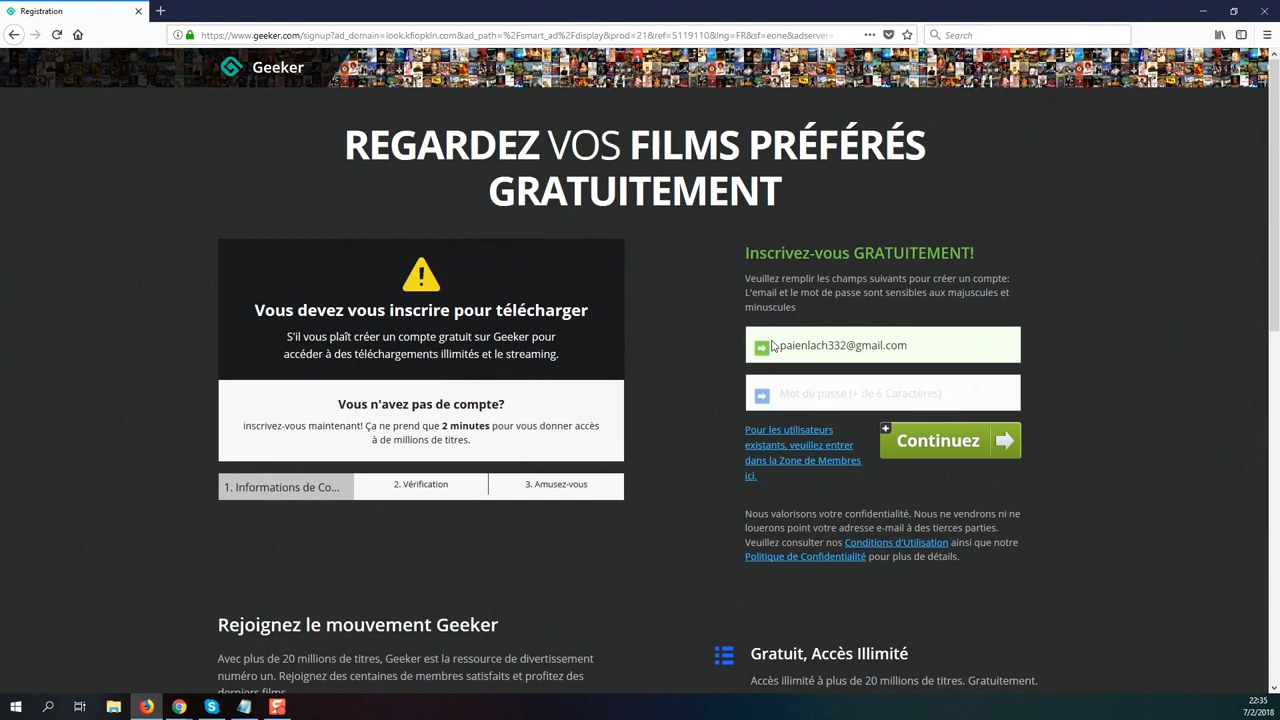 Registration
https://www.geeker.com/signup?ad_domain=look.kfiopkln.com&ad_path=%2Fsmart_ad%2Fdisplay&prod=21&ref=5119110&lng=FR&sf=eone&adserver=
Search
Geeker
REGARDEZ VOS FILMS PRÉFÉRÉS
GRATUITEMENT
Vous devez vous inscrire pour télécharger
S'il vous plaît créer un compte gratuit sur Geeker pour
accéder à des téléchargements illimités et le streaming.
Vous n'avez pas de compte?
inscrivez-vous maintenant! Ça ne prend que 2 minutes pour vous donner accès
à de millions de titres.
1. Informations de Co...
2. Vérification
3. Amusez-vous
Inscrivez-vous GRATUITEMENT!
Veuillez remplir les champs suivants pour créer un compte:
L'email et le mot de passe sont sensibles aux majuscules et
minuscules
paienlach332@gmail.com
Mot de passe (+ de 6 Caractères)
Pour les utilisateurs
existants, veuillez entrer
dans la Zone de Membres
ici.
Continuez
Nous valorisons votre confidentialité. Nous ne vendrons ni ne
louerons point votre adresse e-mail à des tierces parties.
Veuillez consulter nos Conditions d'Utilisation ainsi que notre
Politique de Confidentialité pour plus de détails.
Rejoignez le mouvement Geeker
Avec plus de 20 millions de titres, Geeker est la ressource de divertissement
numéro un. Rejoignez des centaines de membres satisfaits et profitez des
derniers films.
Gratuit, Accès Illimité
Accès illimité à plus de 20 millions de titres. Gratuitement.
22:35
7/2/2018